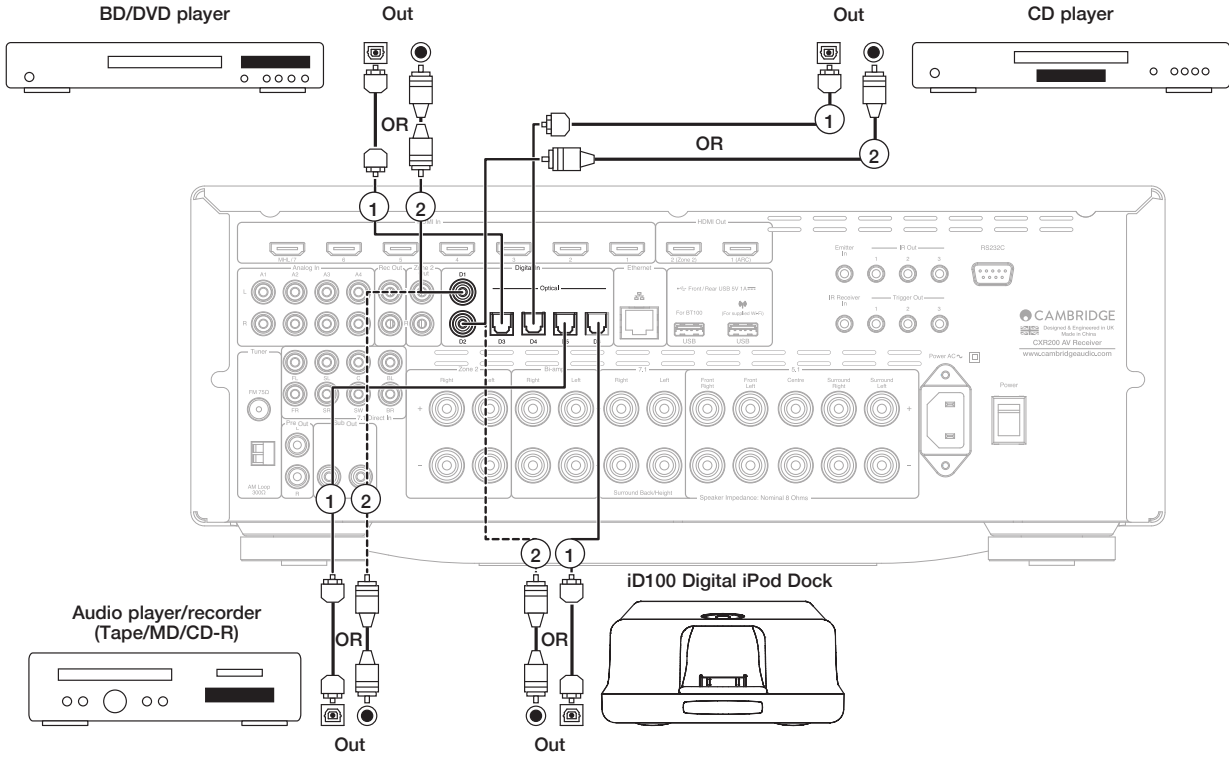 BD/DVD player
Out
Out
CD player
OR
1
OR
2
1
2
HDMI Out
MHL / 7
6
5
4
3
2
1
2 (Zone 2)
1 (ARC)
Analog In
Rec Out
Zone 2
Digital In
Ethernet
A1
A2
A3
A4
D1
L
R
Optical
D2
D3
D4
Front / Rear USB 5V 1A
For BT100
(For supplied Wi-Fi)
USB
USB
Emitter
In
IR Out
1
2
3
RS232C
IR Receiver
In
Trigger Out
1
2
3
CAMBRIDGE
Designed & Engineered in UK
Made in China
CXR200 AV Receiver
www.cambridgeaudio.com
Tuner
FM 75Ω
AM Loop
300Ω
FR
SW
7.1 Direct In
Pre Out
L
R
Sub Out
Zone 2
Right
Left
Bi-amp
7.1
Right
Left
Right
Left
5.1
Front
Right
Front
Left
Centre
Surround
Right
Surround
Left
+
+
-
-
Surround Back/Height
Speaker Impedance: Nominal 8 Ohms
Power AC
Power
1
2
2
1
iD100 Digital iPod Dock
Audio player/recorder
(Tape/MD/CD-R)
OR
OR
Out
Out